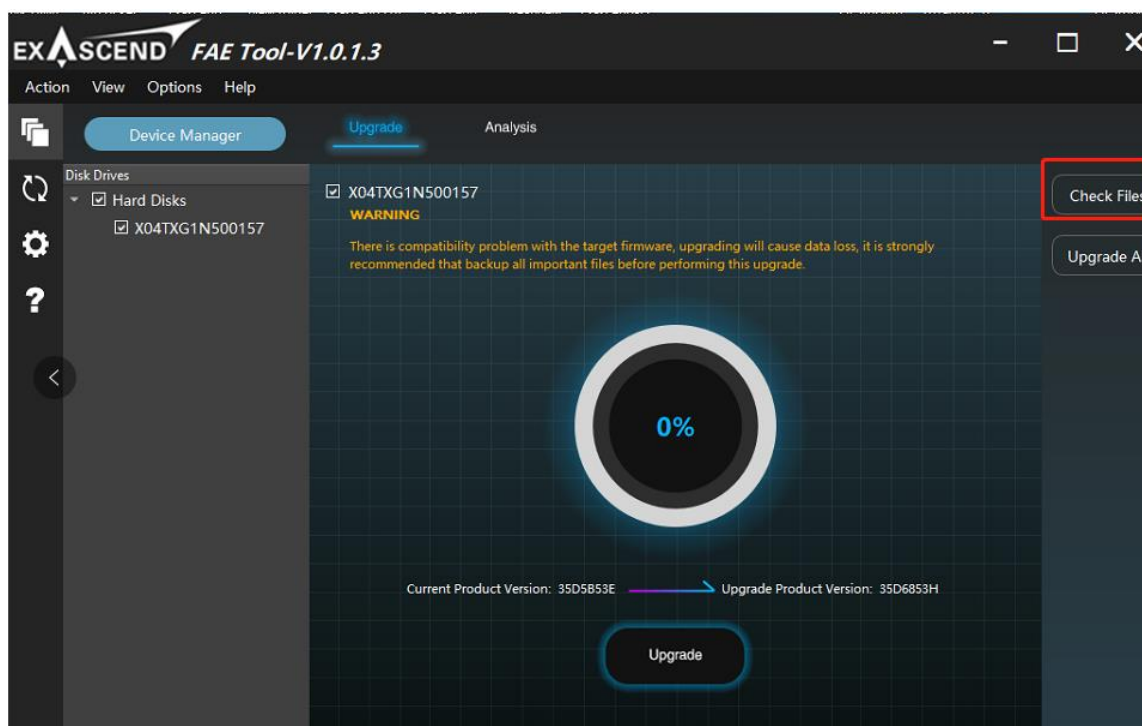 EXASCEND FAE Tool-V1.0.1.3
Action View Options Help
Device Manager
Upgrade Analysis
Disk Drives
Hard Disks
X04TXG1N500157
X04TXG1N500157
WARNING
There is compatibility problem with the target firmware, upgrading will cause data loss, it is strongly
recommended that backup all important files before performing this upgrade.
Check Files
Upgrade A
0%
Current Product Version: 35D5B53E Upgrade Product Version: 35D6853H
Upgrade